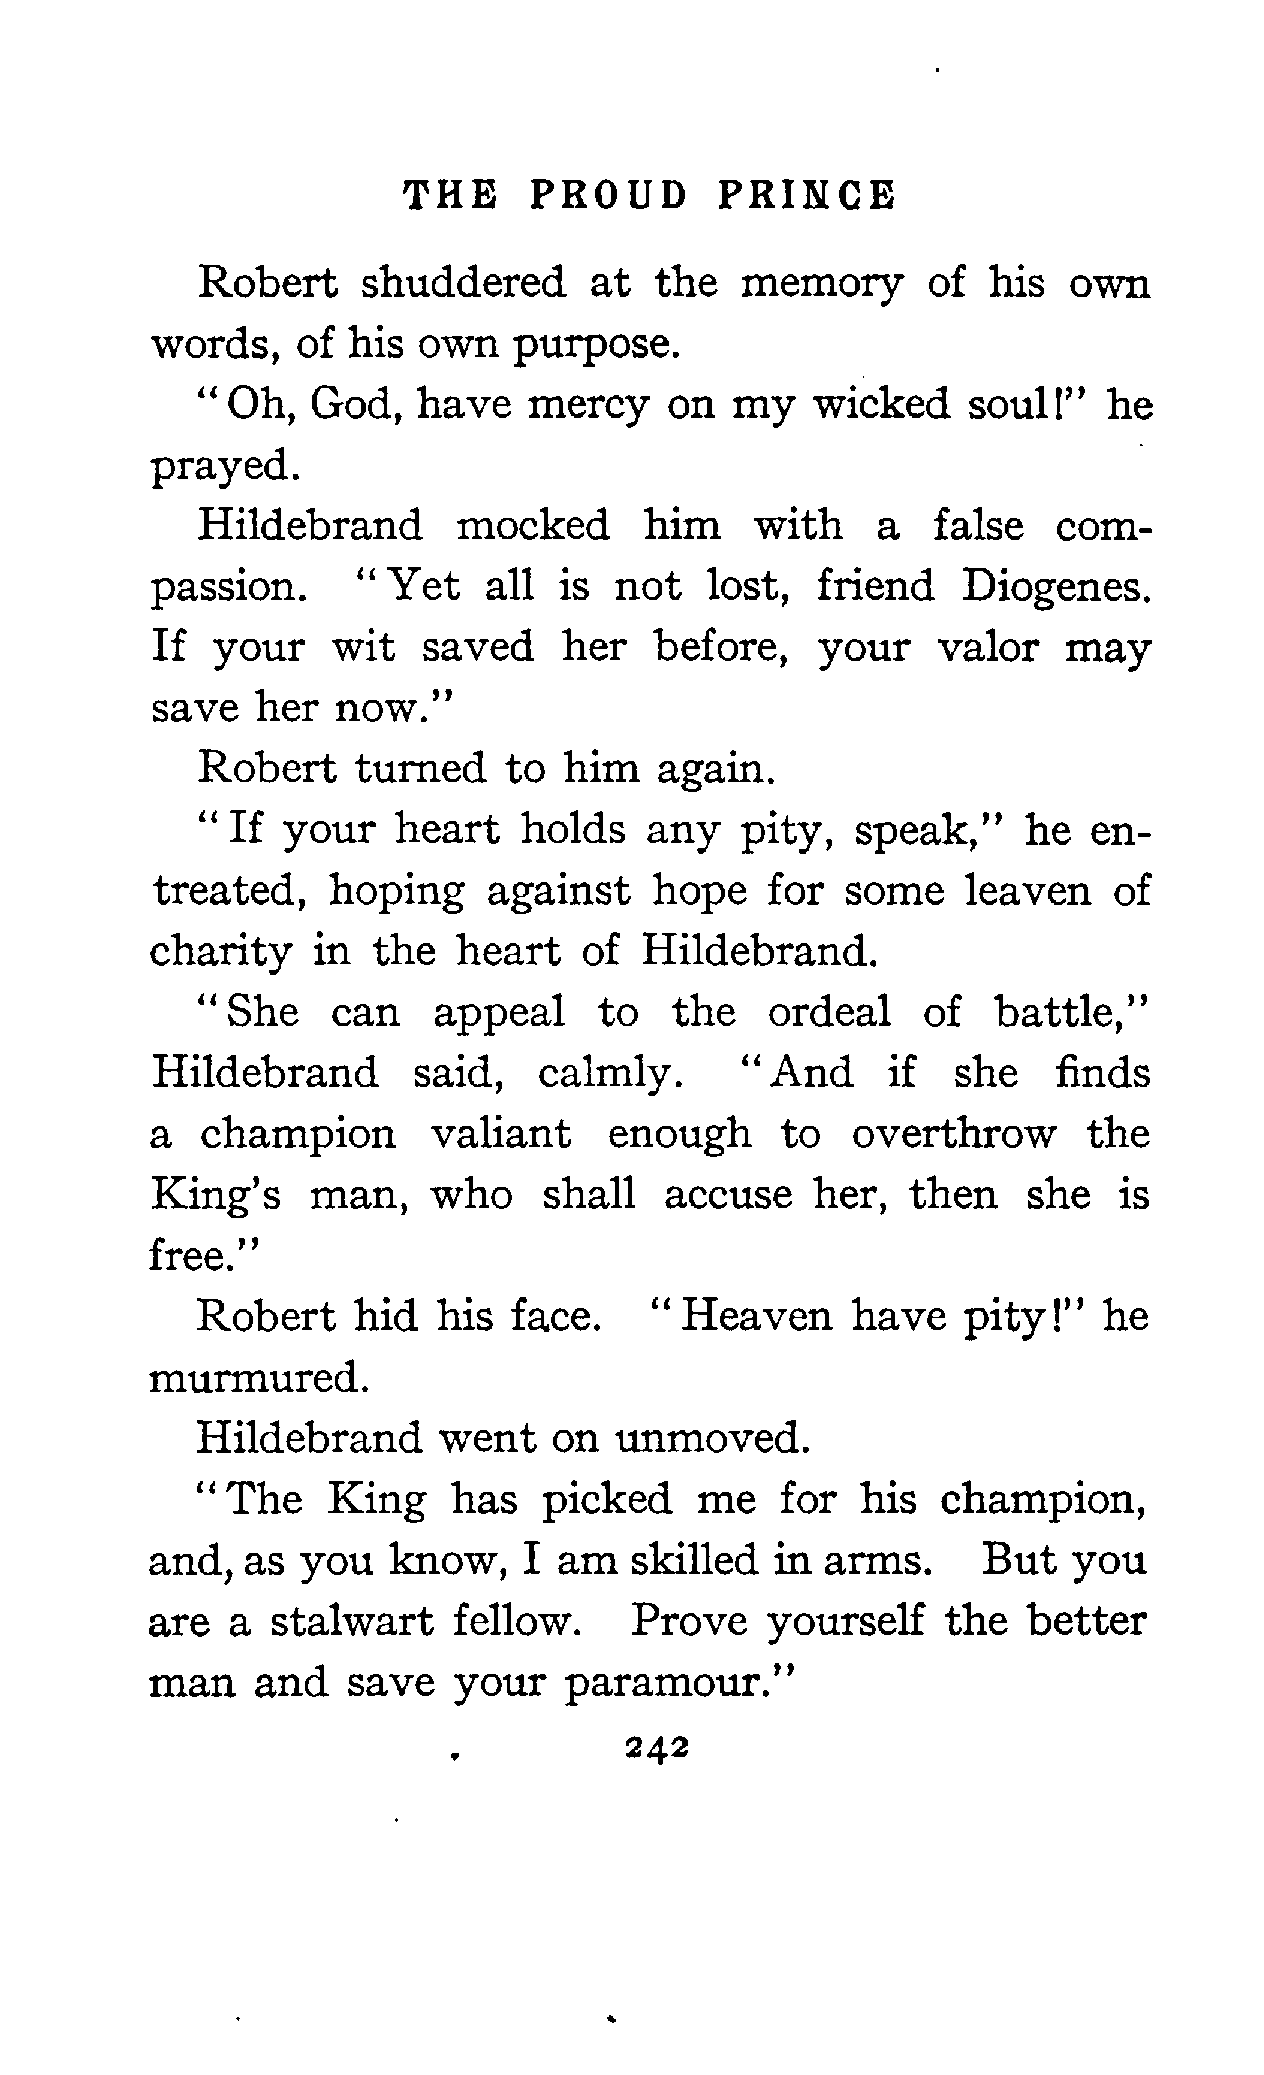 THE PROUD PRINCE
Robert shuddered at the memory of his own
words, of his own purpose.
"Oh, God, have mercy on my wicked soul!" he
prayed.
Hildebrand mocked him with a false com-
passion. "Yet all is not lost, friend Diogenes.
If your wit saved her before, your valor may
save her now."
Robert turned to him again.
"If your heart holds any pity, speak," he en-
treated, hoping against hope for some leaven of
charity in the heart of Hildebrand.
"She can appeal to the ordeal of battle,"
Hildebrand said, calmly. "And if she finds
a champion valiant enough to overthrow the
King's man, who shall accuse her, then she is
free."
Robert hid his face. "Heaven have pity!" he
murmured.
Hildebrand went on unmoved.
"The King has picked me for his champion,
and, as you know, I am skilled in arms. But you
are a stalwart fellow. Prove yourself the better
man and save your paramour."
242